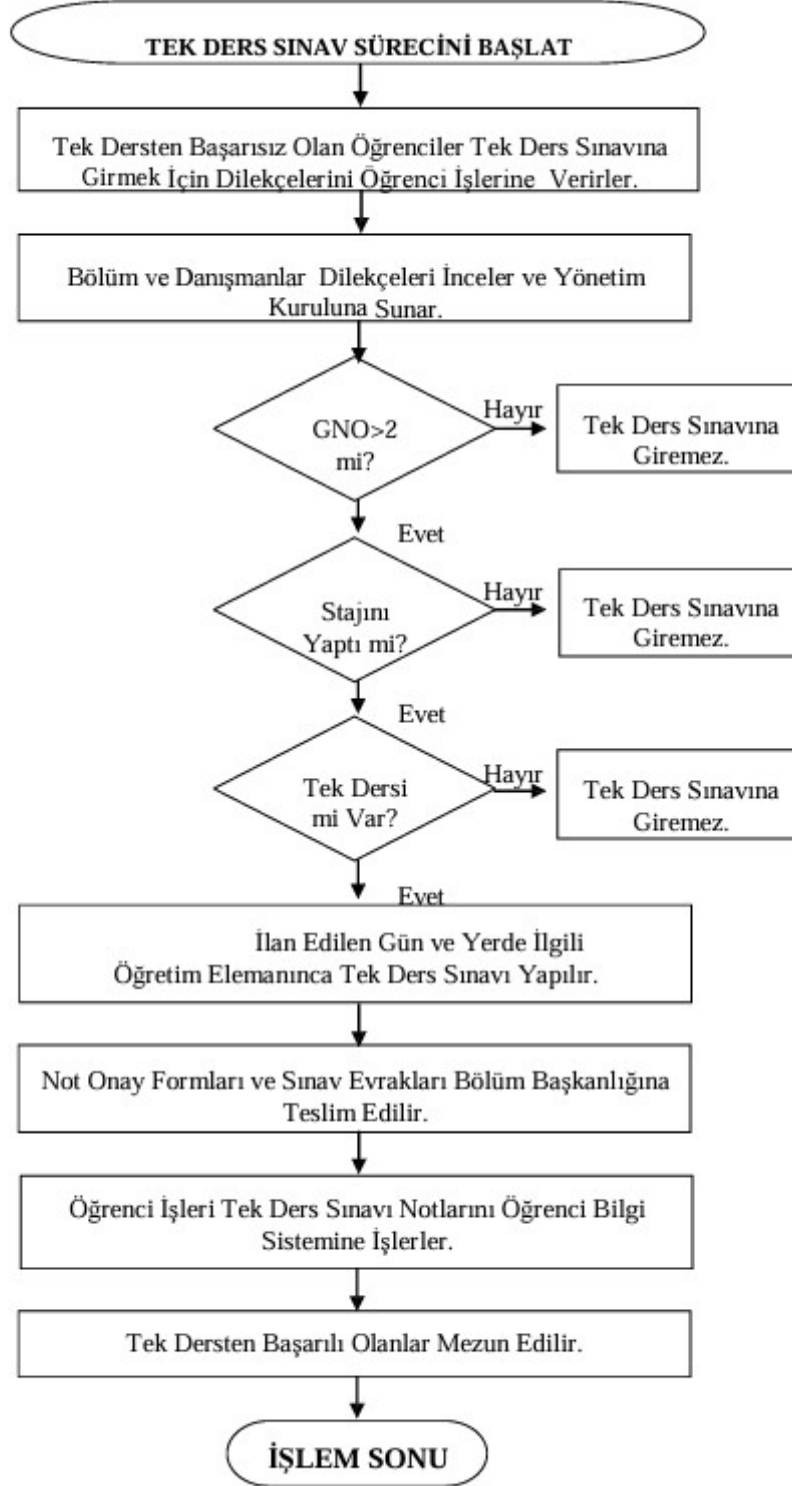 TEK DERS SINAV SÜRECİNİ BAŞLAT
Tek Dersten Başarısız Olan Öğrenciler Tek Ders Sınavına
Girmek İçin Dilekçelerini Öğrenci İşlerine Verirler.
Bölüm ve Danışmanlar Dilekçeleri İnceler ve Yönetim
Kuruluna Sunar.
GNO>2
mi?
Hayır
Tek Ders Sınavına
Giremez.
Evet
Stajını
Yaptı mi?
Hayır
Tek Ders Sınavına
Giremez.
Evet
Tek Dersi
mi Var?
Hayır
Tek Ders Sınavına
Giremez.
Evet
İlan Edilen Gün ve Yerde İlgili
Öğretim Elemanınca Tek Ders Sınavı Yapılır.
Not Onay Formları ve Sınav Evrakları Bölüm Başkanlığına
Teslim Edilir.
Öğrenci İşleri Tek Ders Sınavı Notlarını Öğrenci Bilgi
Sistemine İşlerler.
Tek Dersten Başarılı Olanlar Mezun Edilir.
İŞLEM SONU